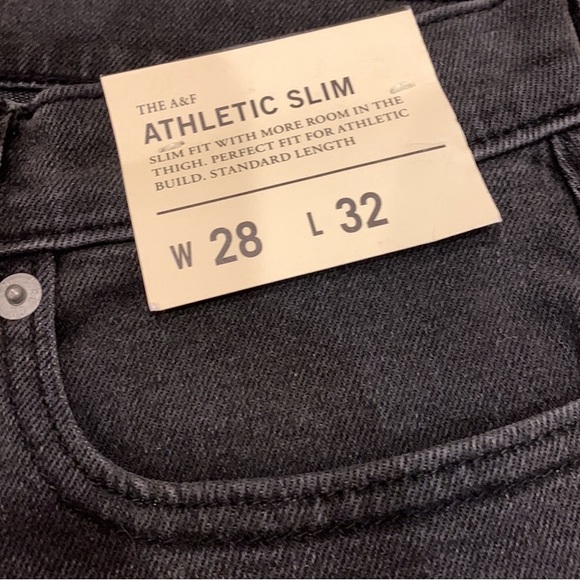 THE A&F
ATHLETIC SLIM
SLIM FIT WITH MORE ROOM IN THE
THIGH. PERFECT FIT FOR ATHLETIC
BUILD. STANDARD LENGTH
W 28 L 32